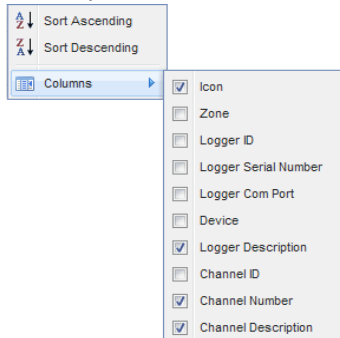 Sort Ascending
Sort Descending
Columns
Icon
Zone
Logger ID
Logger Serial Number
Logger Com Port
Device
Logger Description
Channel ID
Channel Number
Channel Description